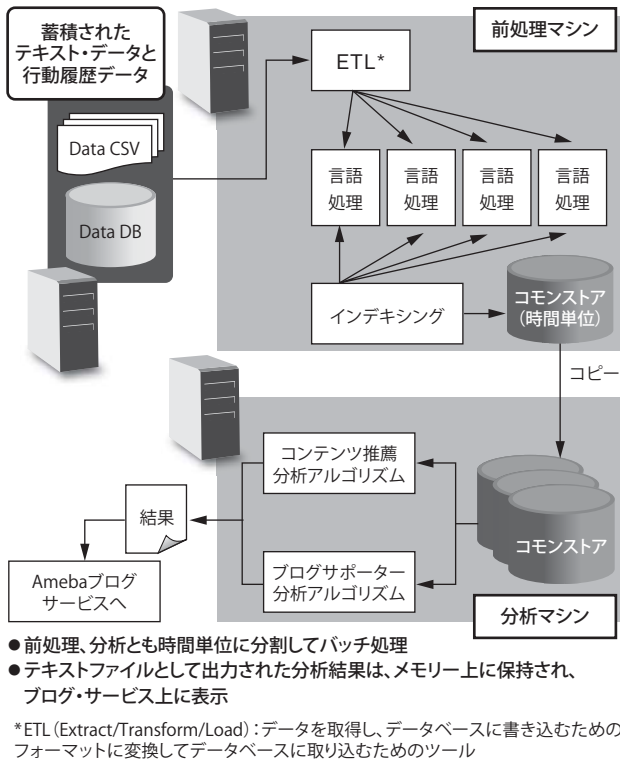 蓄積された
テキスト・データと
行動履歴データ
Data CSV
Data DB
前処理マシン
ETL*
言語
処理
言語
処理
言語
処理
言語
処理
インデキシング
コモンストア
（時間単位）
コピー
コンテンツ推薦
分析アルゴリズム
結果
コモンストア
Amebaブログ
サービスへ
ブログサポーター
分析アルゴリズム
分析マシン
●前処理、分析とも時間単位に分割してバッチ処理
●テキストファイルとして出力された分析結果は、メモリー上に保持され、
ブログ・サービス上に表示
*ETL（Extract/Transform/Load）：データを取得し、データベースに書き込むための
フォーマットに変換してデータベースに取り込むためのツール